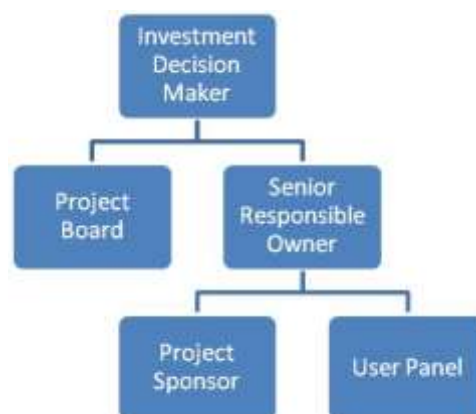 Investment
Decision
Maker
Project
Board
Senior
Responsible
Owner
Project
Sponsor
User Panel